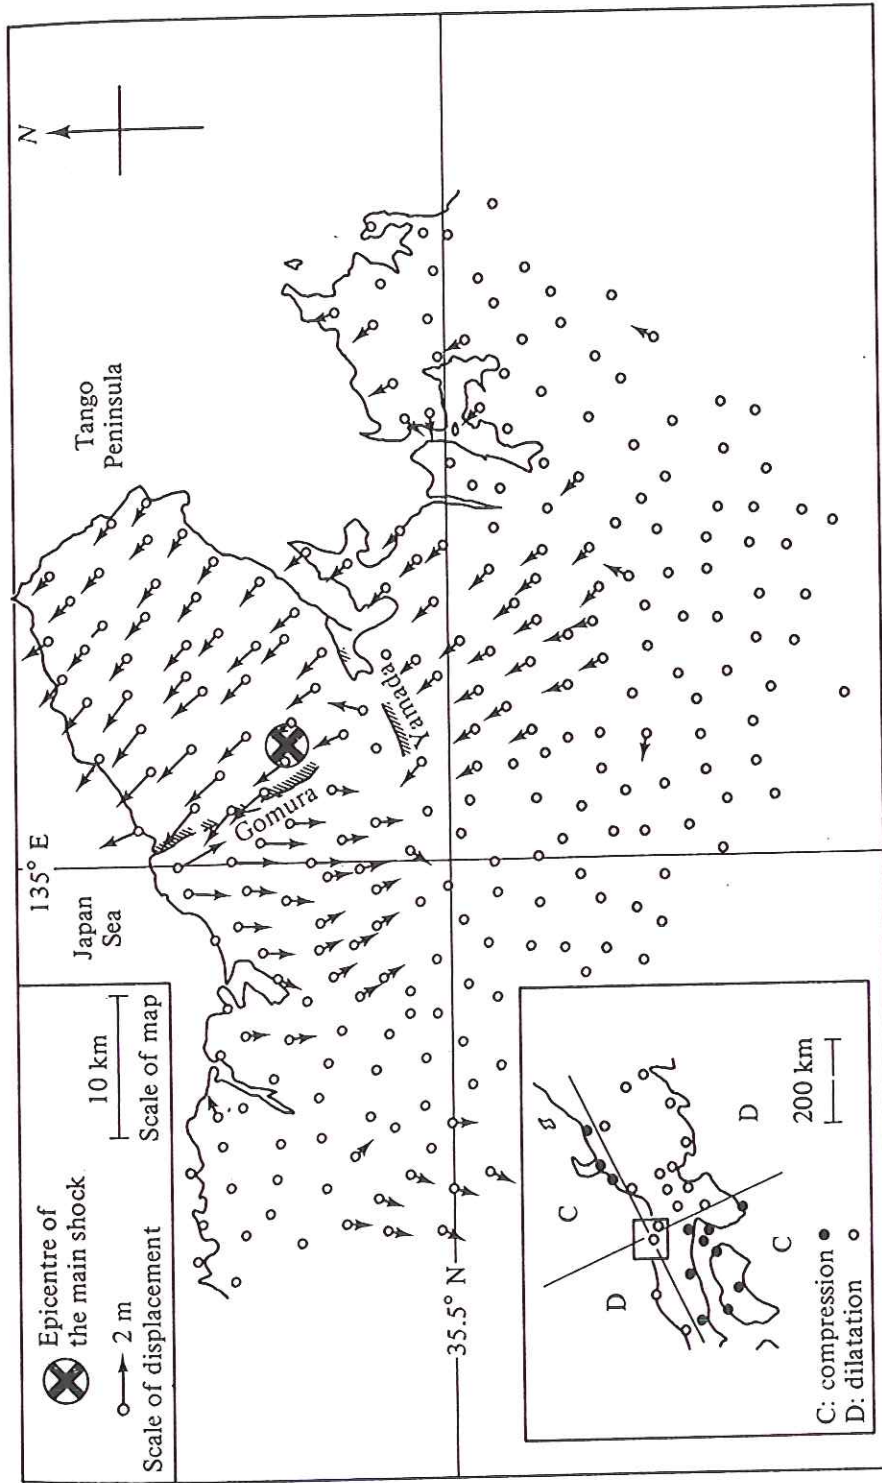 Epicentre of
the main shock
2 m
Scale of displacement
10 km
Scale of map
Japan
Sea
135° E
Tango
Peninsula
N
Gomura
Yamada
35.5° N
C
D
D
C
C: compression
D: dilatation
200 km